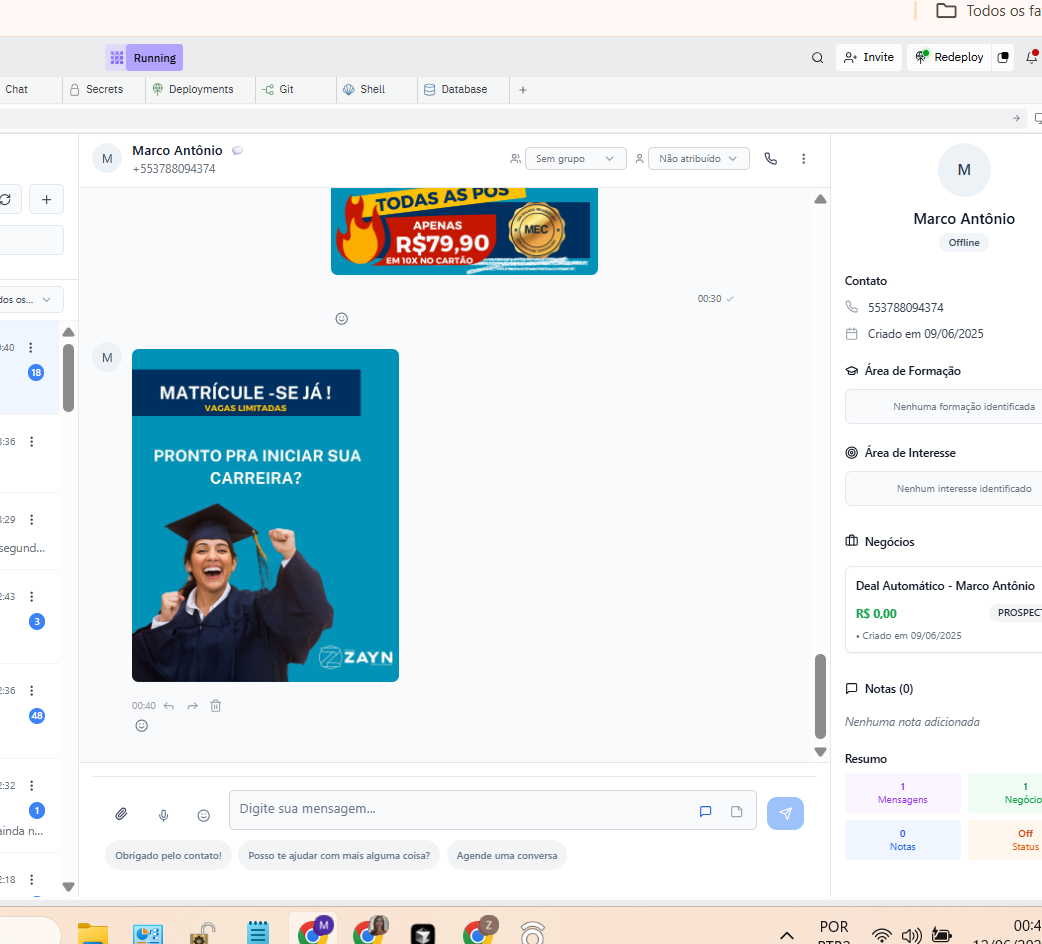 Todos os fa
Running
Invite
Redeploy
Chat
Secrets
Deployments
Git
Shell
Database
M
Marco Antônio
+553788094374
Sem grupo
Não atribuído
TODAS AS PÓS
APENAS
R$79,90
EM 10X NO CARTÃO
MEC
00:30
M
MATRÍCULE -SE JÁ !
VAGAS LIMITADAS
PRONTO PRA INICIAR SUA
CARREIRA?
ZAYN
00:40
Digite sua mensagem...
Obrigado pelo contato!
Posso te ajudar com mais alguma coisa?
Agende uma conversa
dos os...
:40
18
:36
:29
segund...
2:43
3
2:36
48
2:32
1
ainda n...
2:18
M
Marco Antônio
Offline
Contato
553788094374
Criado em 09/06/2025
Área de Formação
Nenhuma formação identificada
Área de Interesse
Nenhum interesse identificado
Negócios
Deal Automático - Marco Antônio
R$ 0,00
PROSPECT
• Criado em 09/06/2025
Notas (0)
Nenhuma nota adicionada
Resumo
1
Mensagens
1
Negócio
0
Notas
Off
Status
M
Z
POR
00:4